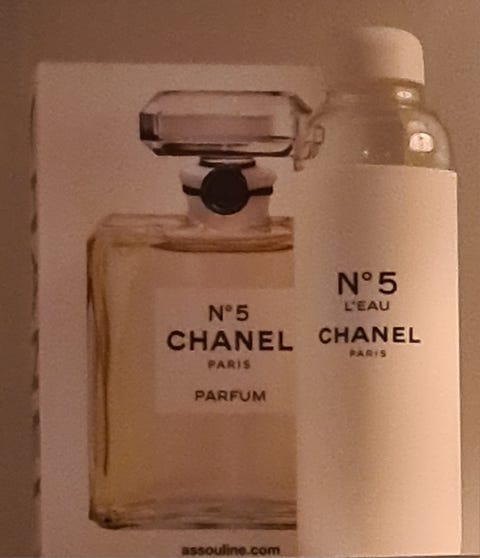 N° 5
CHANEL
PARIS
PARFUM
assouline.com
N° 5
L'EAU
CHANEL
PARIS